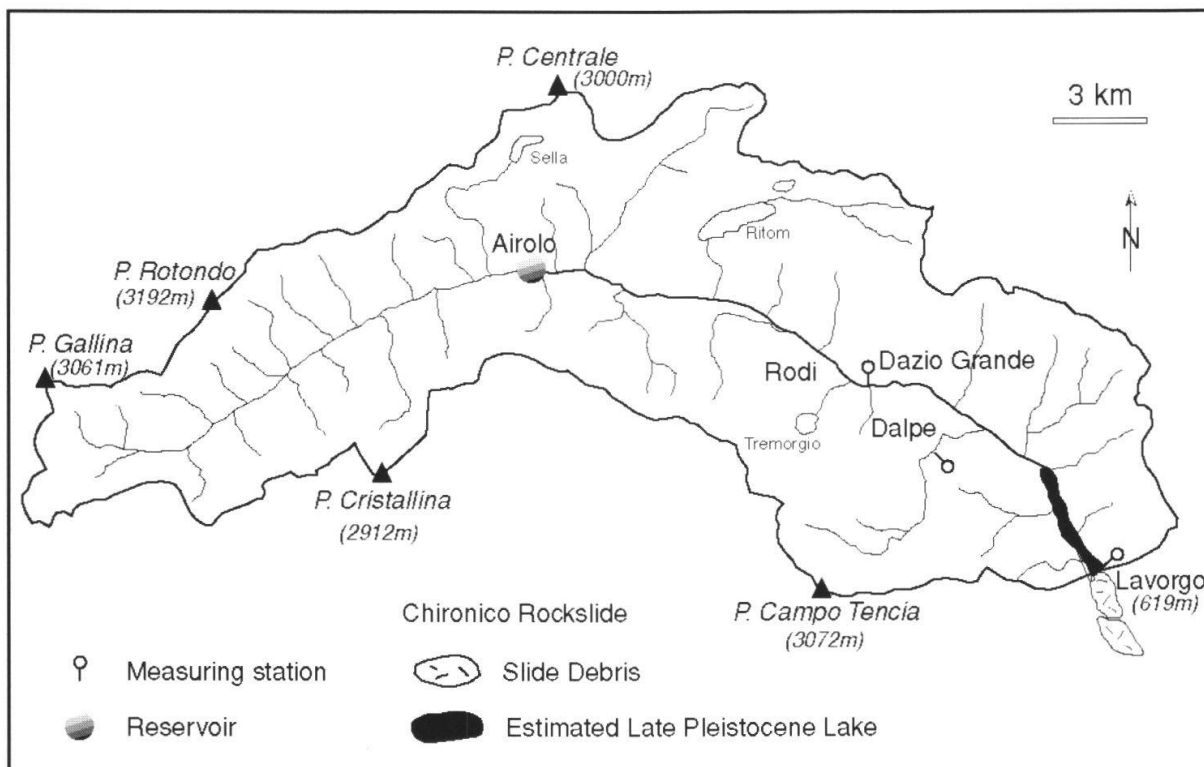 P. Centrale
(3000m)
3 km
Sella
N
Airolo
Ritom
P. Rotondo
(3192m)
P. Gallina
(3061m)
Rodi
Dazio Grande
Tremorgio
Dalpe
P. Cristallina
(2912m)
Lavorgo
(619m)
P. Campo Tencia
(3072m)
Chironico Rockslide
Measuring station
Slide Debris
Reservoir
Estimated Late Pleistocene Lake